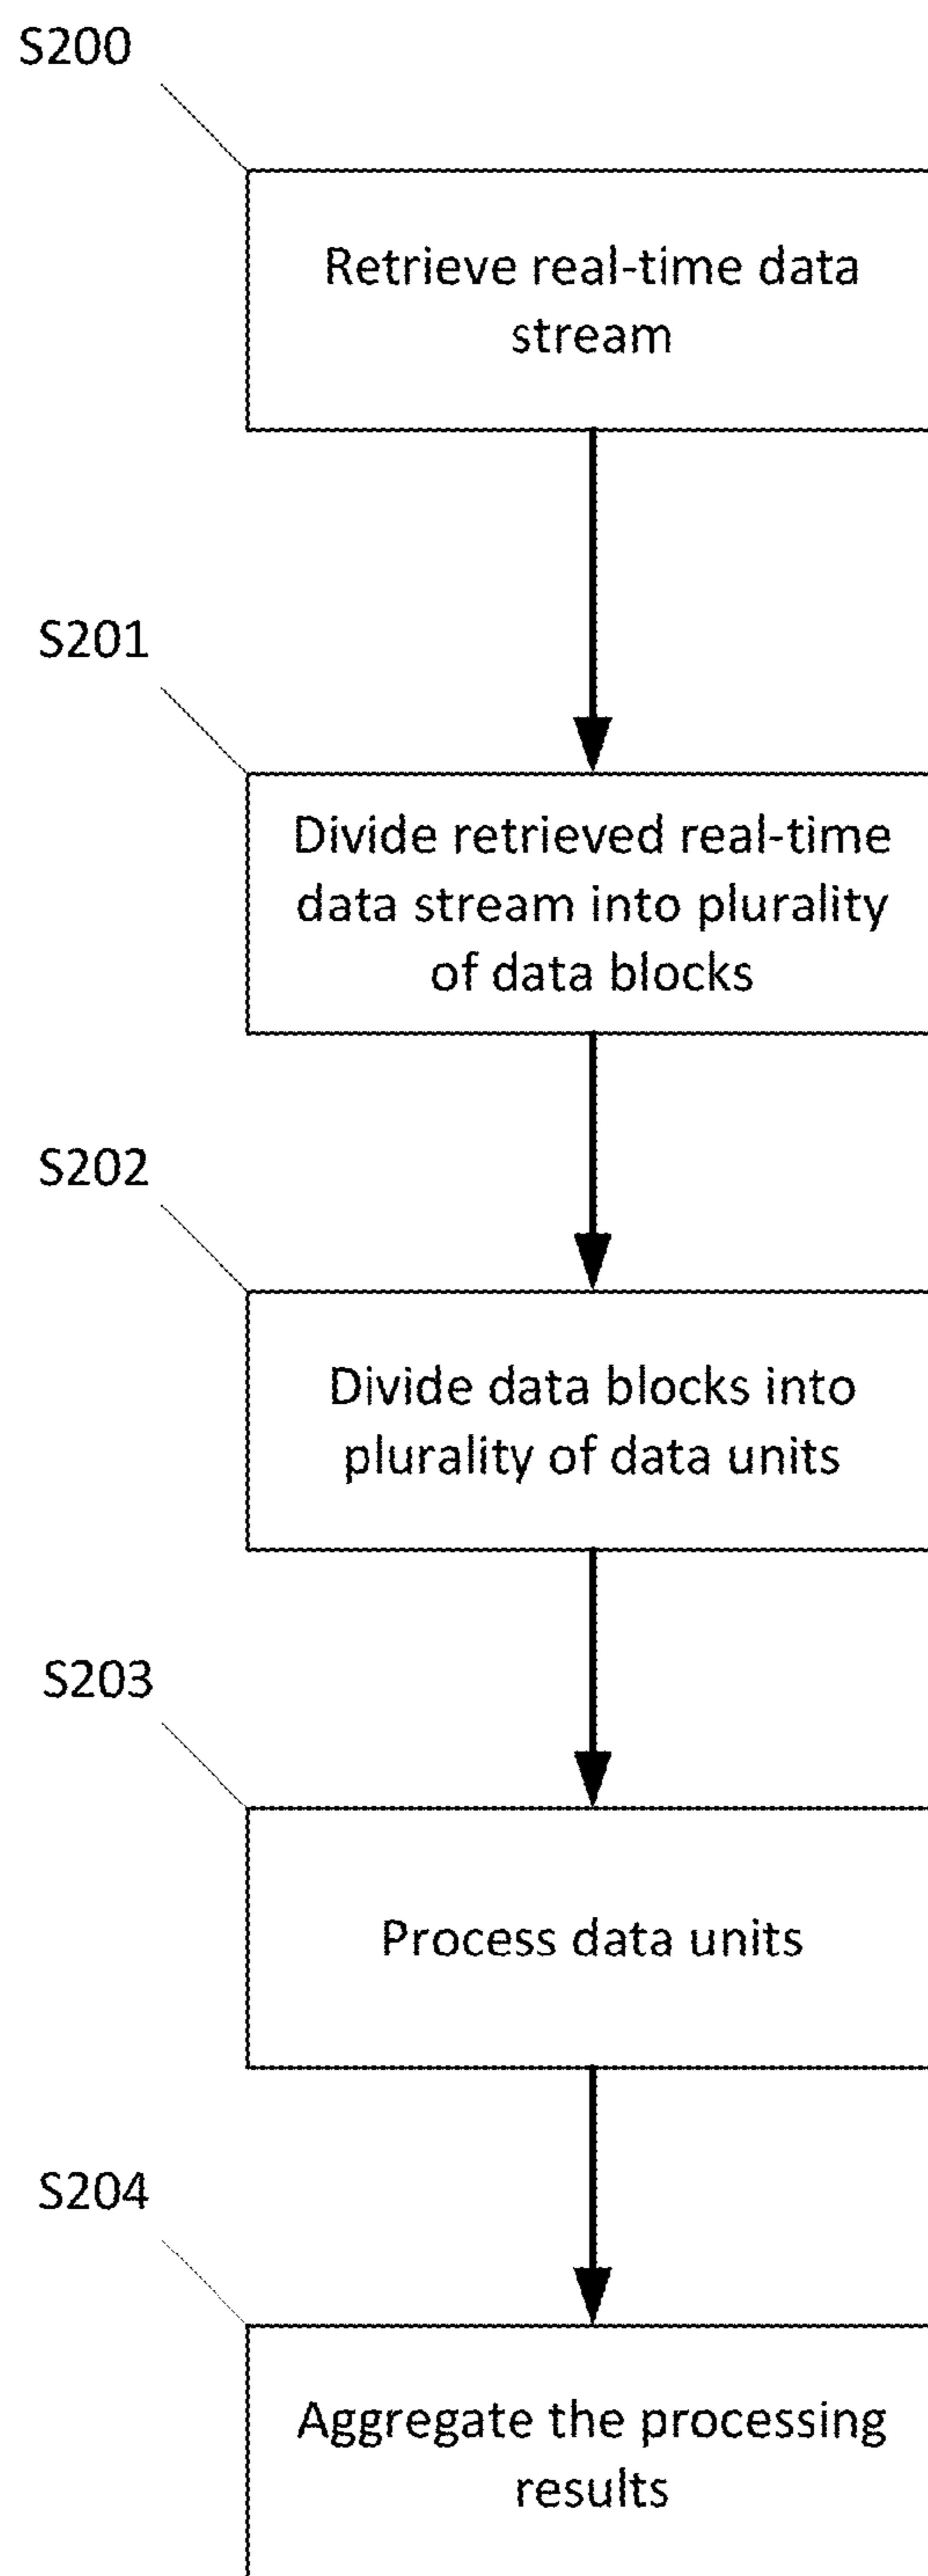 S200
Retrieve real-time data
stream
S201
Divide retrieved real-time
data stream into plurality
of data blocks
S202
Divide data blocks into
plurality of data units
S203
Process data units
S204
Aggregate the processing
results